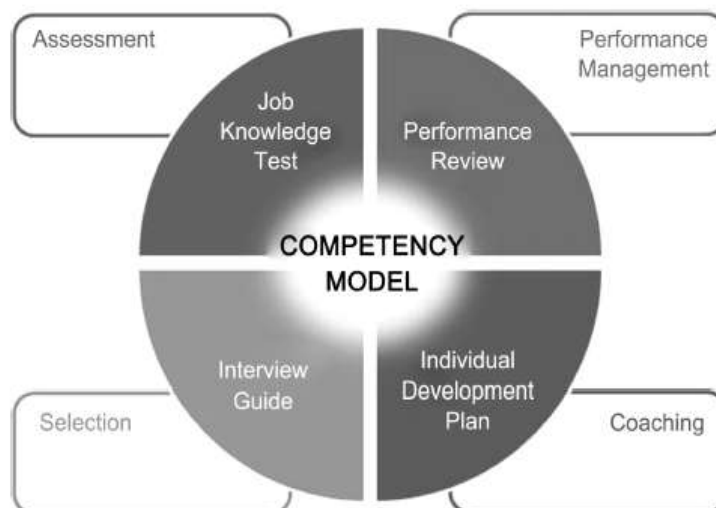 Assessment
Performance
Management
Job
Knowledge
Test
Performance
Review
COMPETENCY
MODEL
Interview
Guide
Individual
Development
Plan
Selection
Coaching